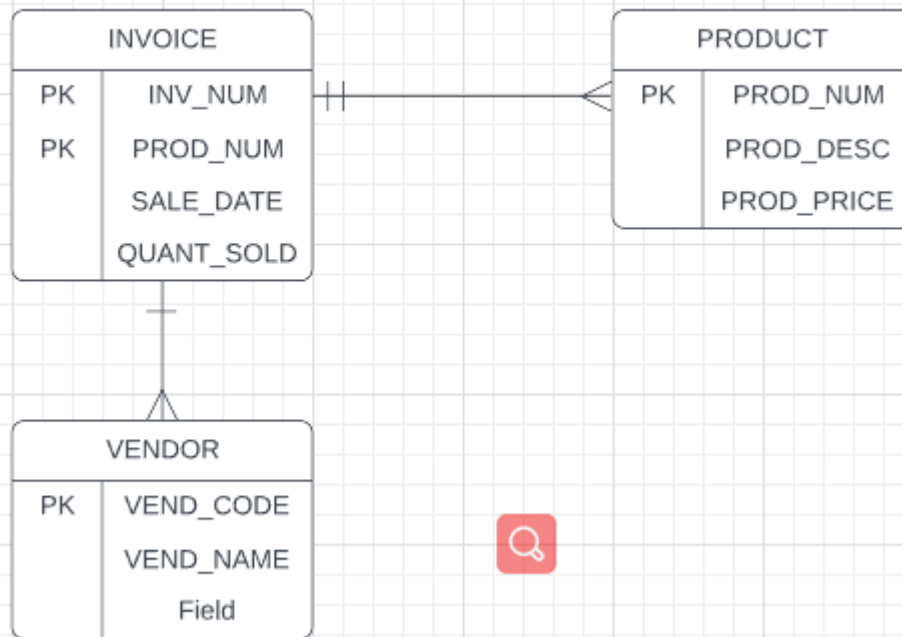 INVOICE
PK INV_NUM
PK PROD_NUM
SALE_DATE
QUANT_SOLD
PRODUCT
PK PROD_NUM
PROD_DESC
PROD_PRICE
VENDOR
PK VEND_CODE
VEND_NAME
Field